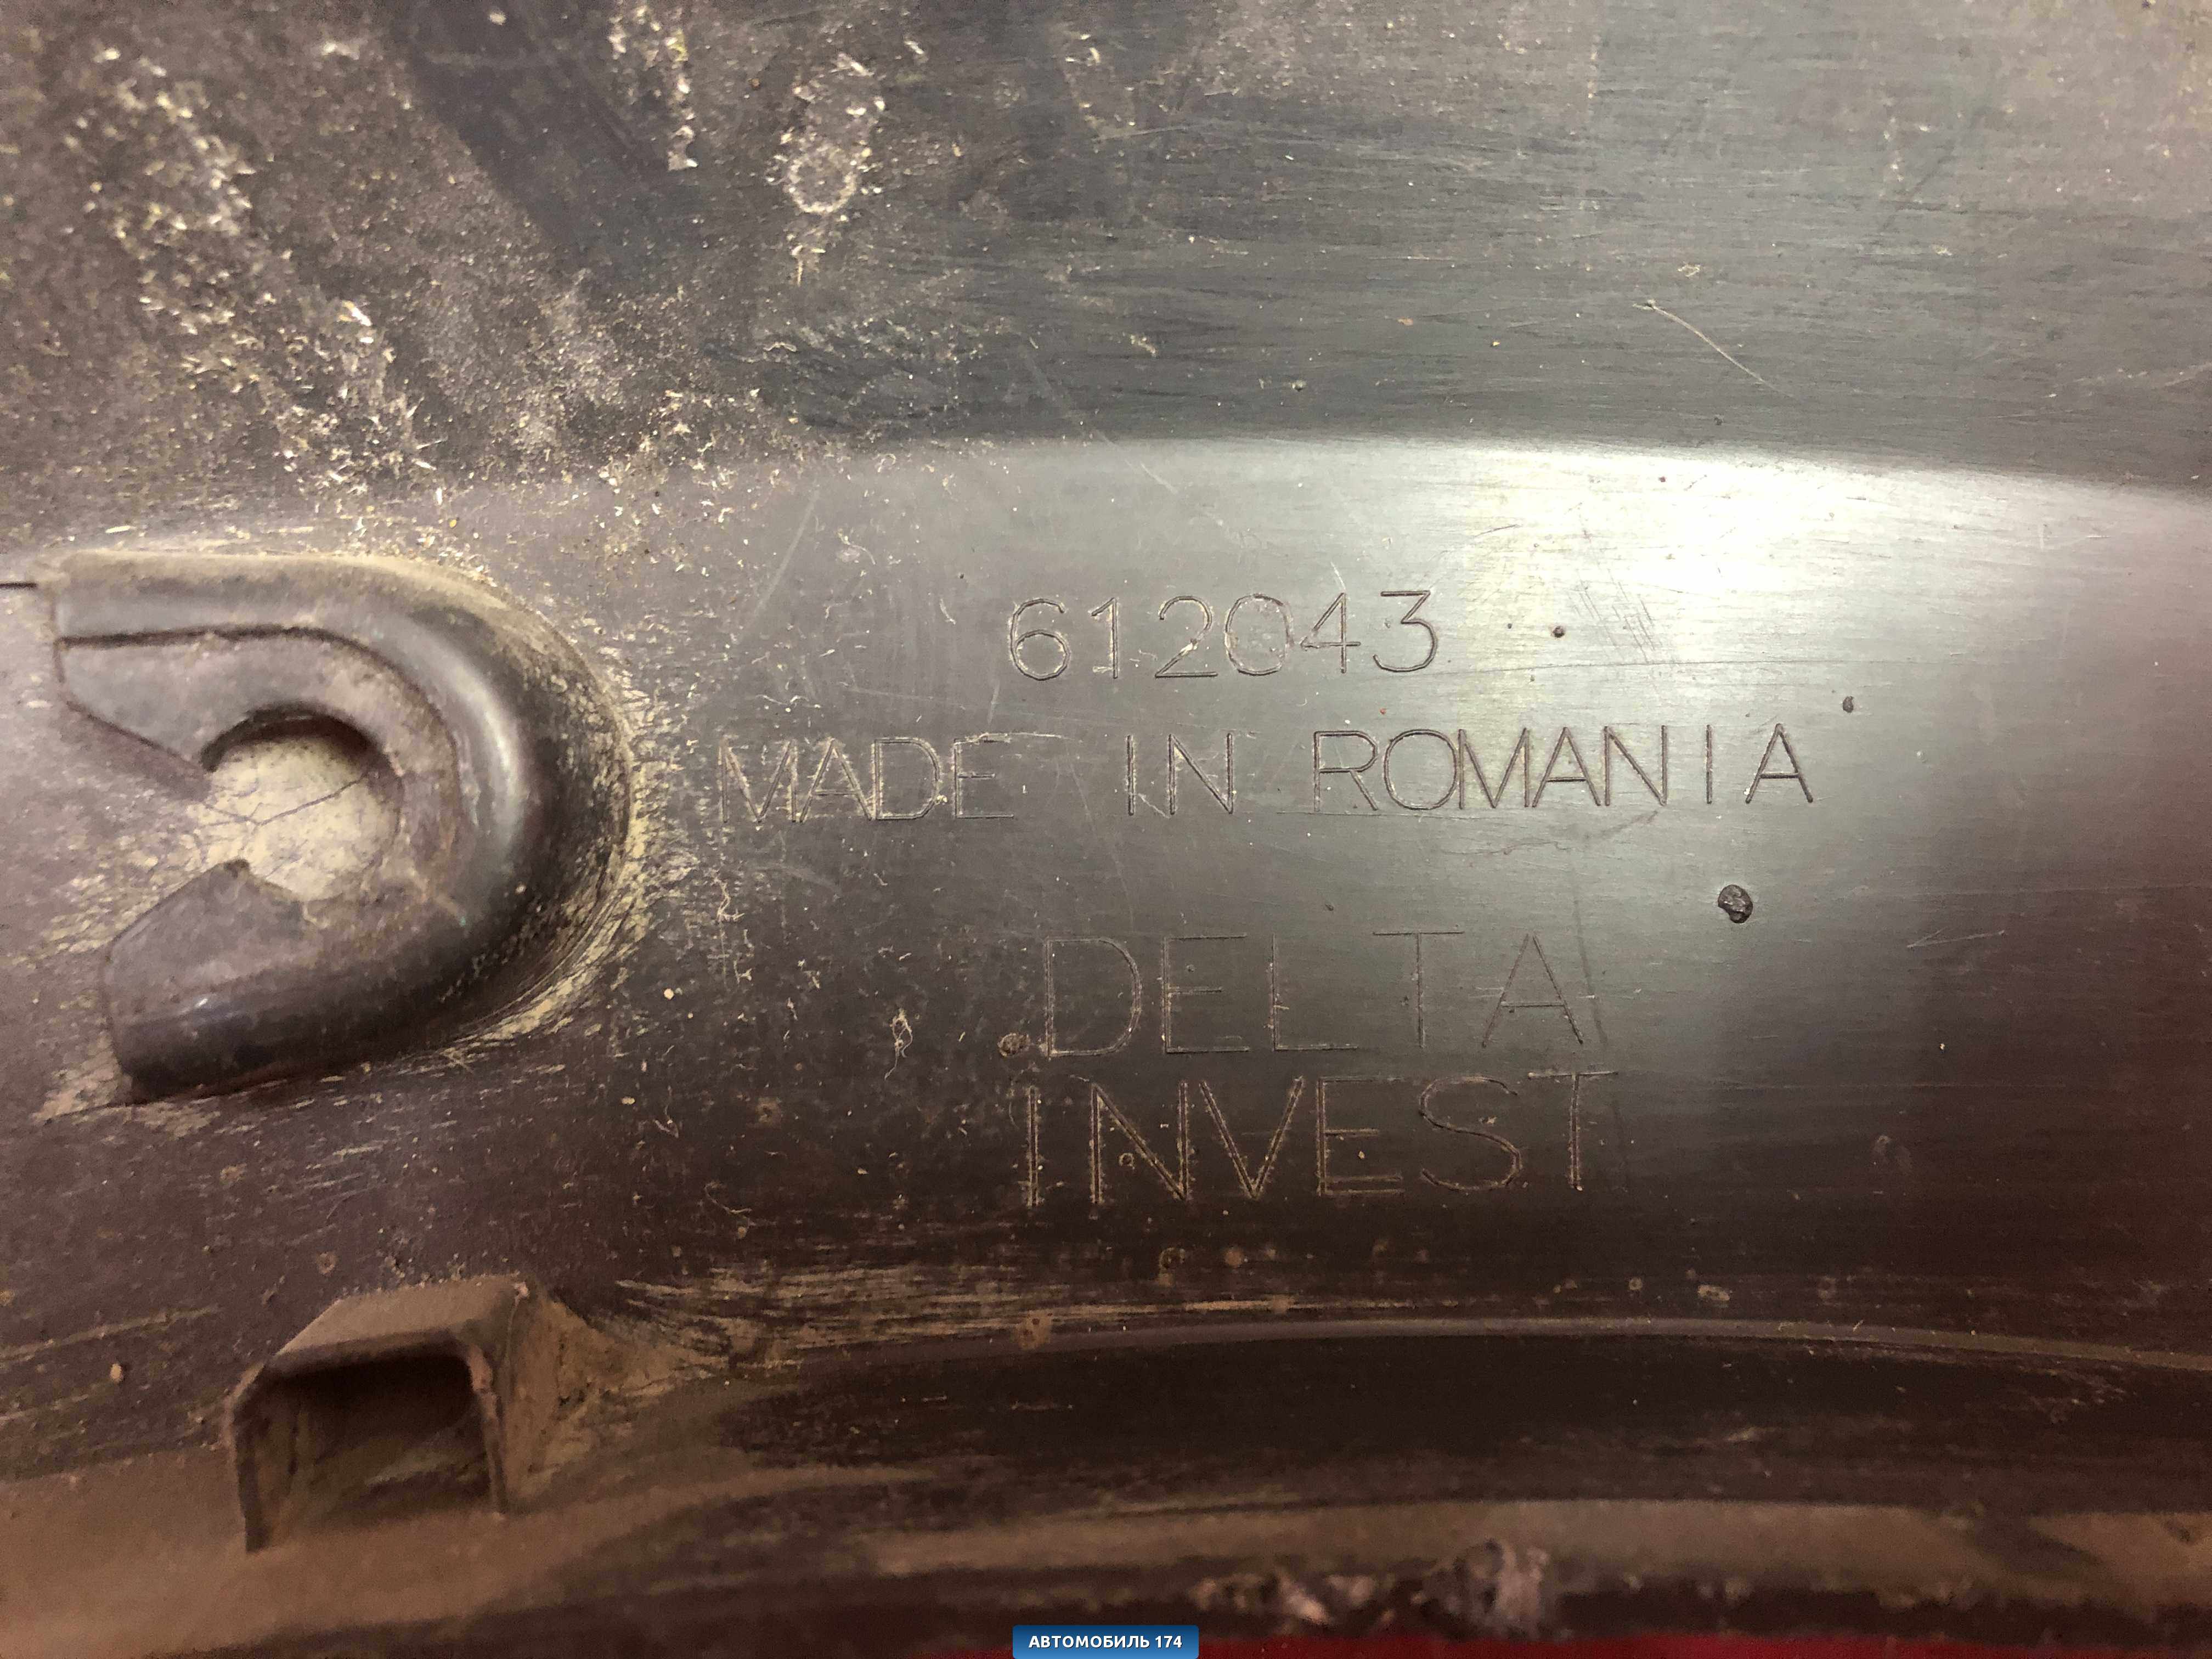 612043
MADE IN ROMANIA
DELTA
INVEST
АВТОМОБИЛЬ 174